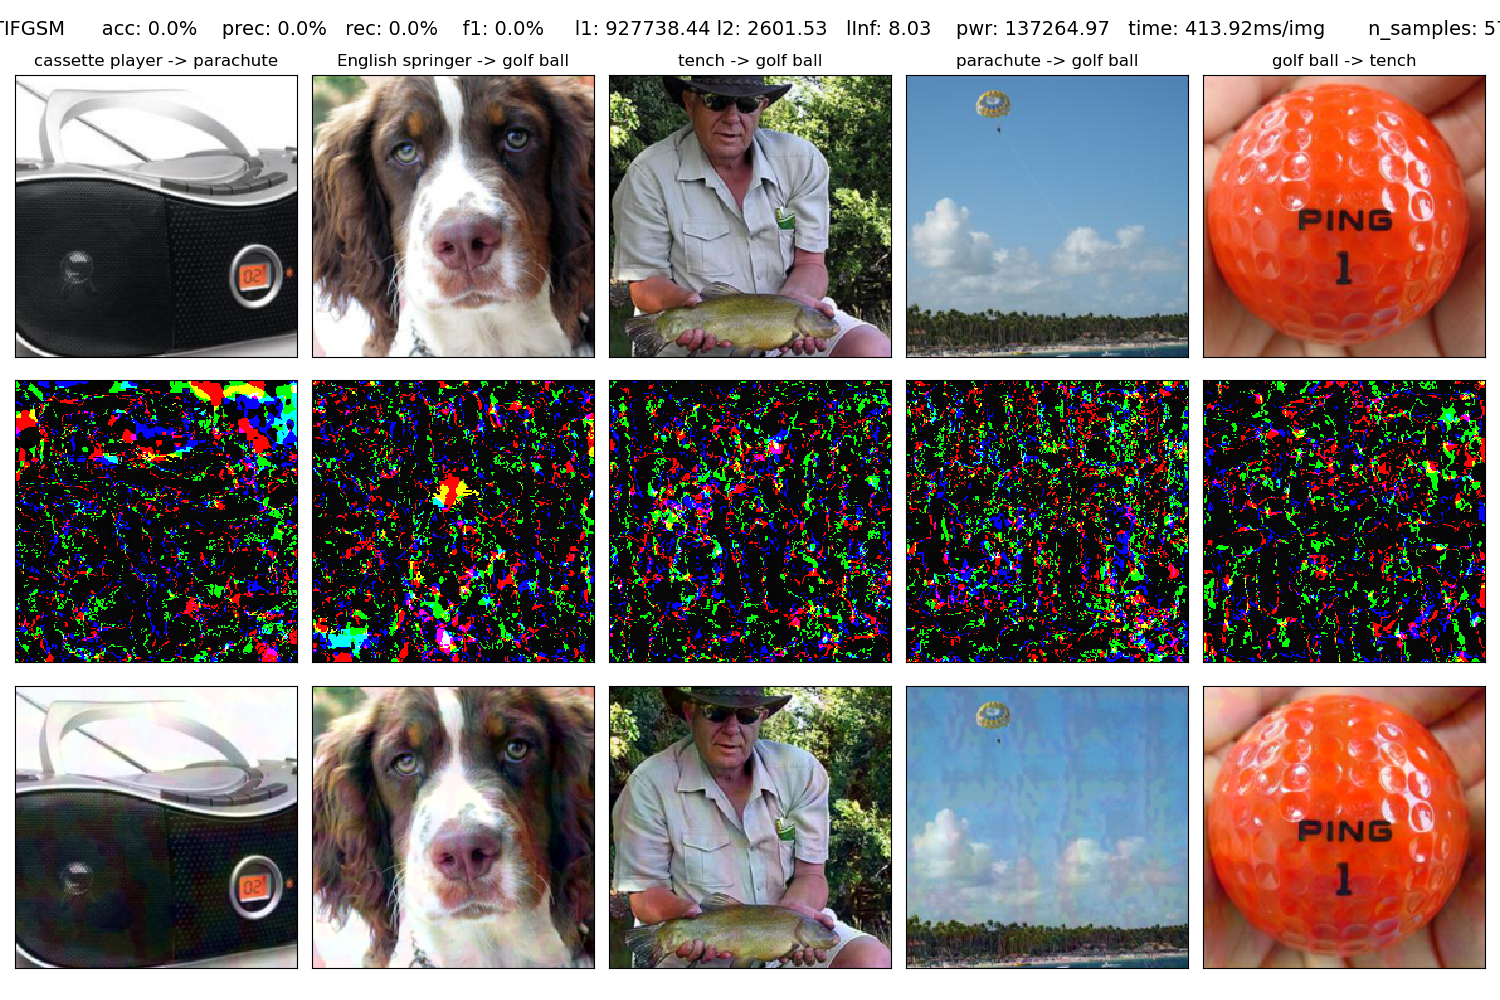 TIFGSM acc: 0.0% prec: 0.0% rec: 0.0% f1: 0.0% l1: 927738.44 l2: 2601.53 lInf: 8.03 pwr: 137264.97 time: 413.92ms/img n_samples:
cassette player -> parachute
English springer -> golf ball
tench -> golf ball
parachute -> golf ball
golf ball -> tench
02
PING
1
02
PING
1